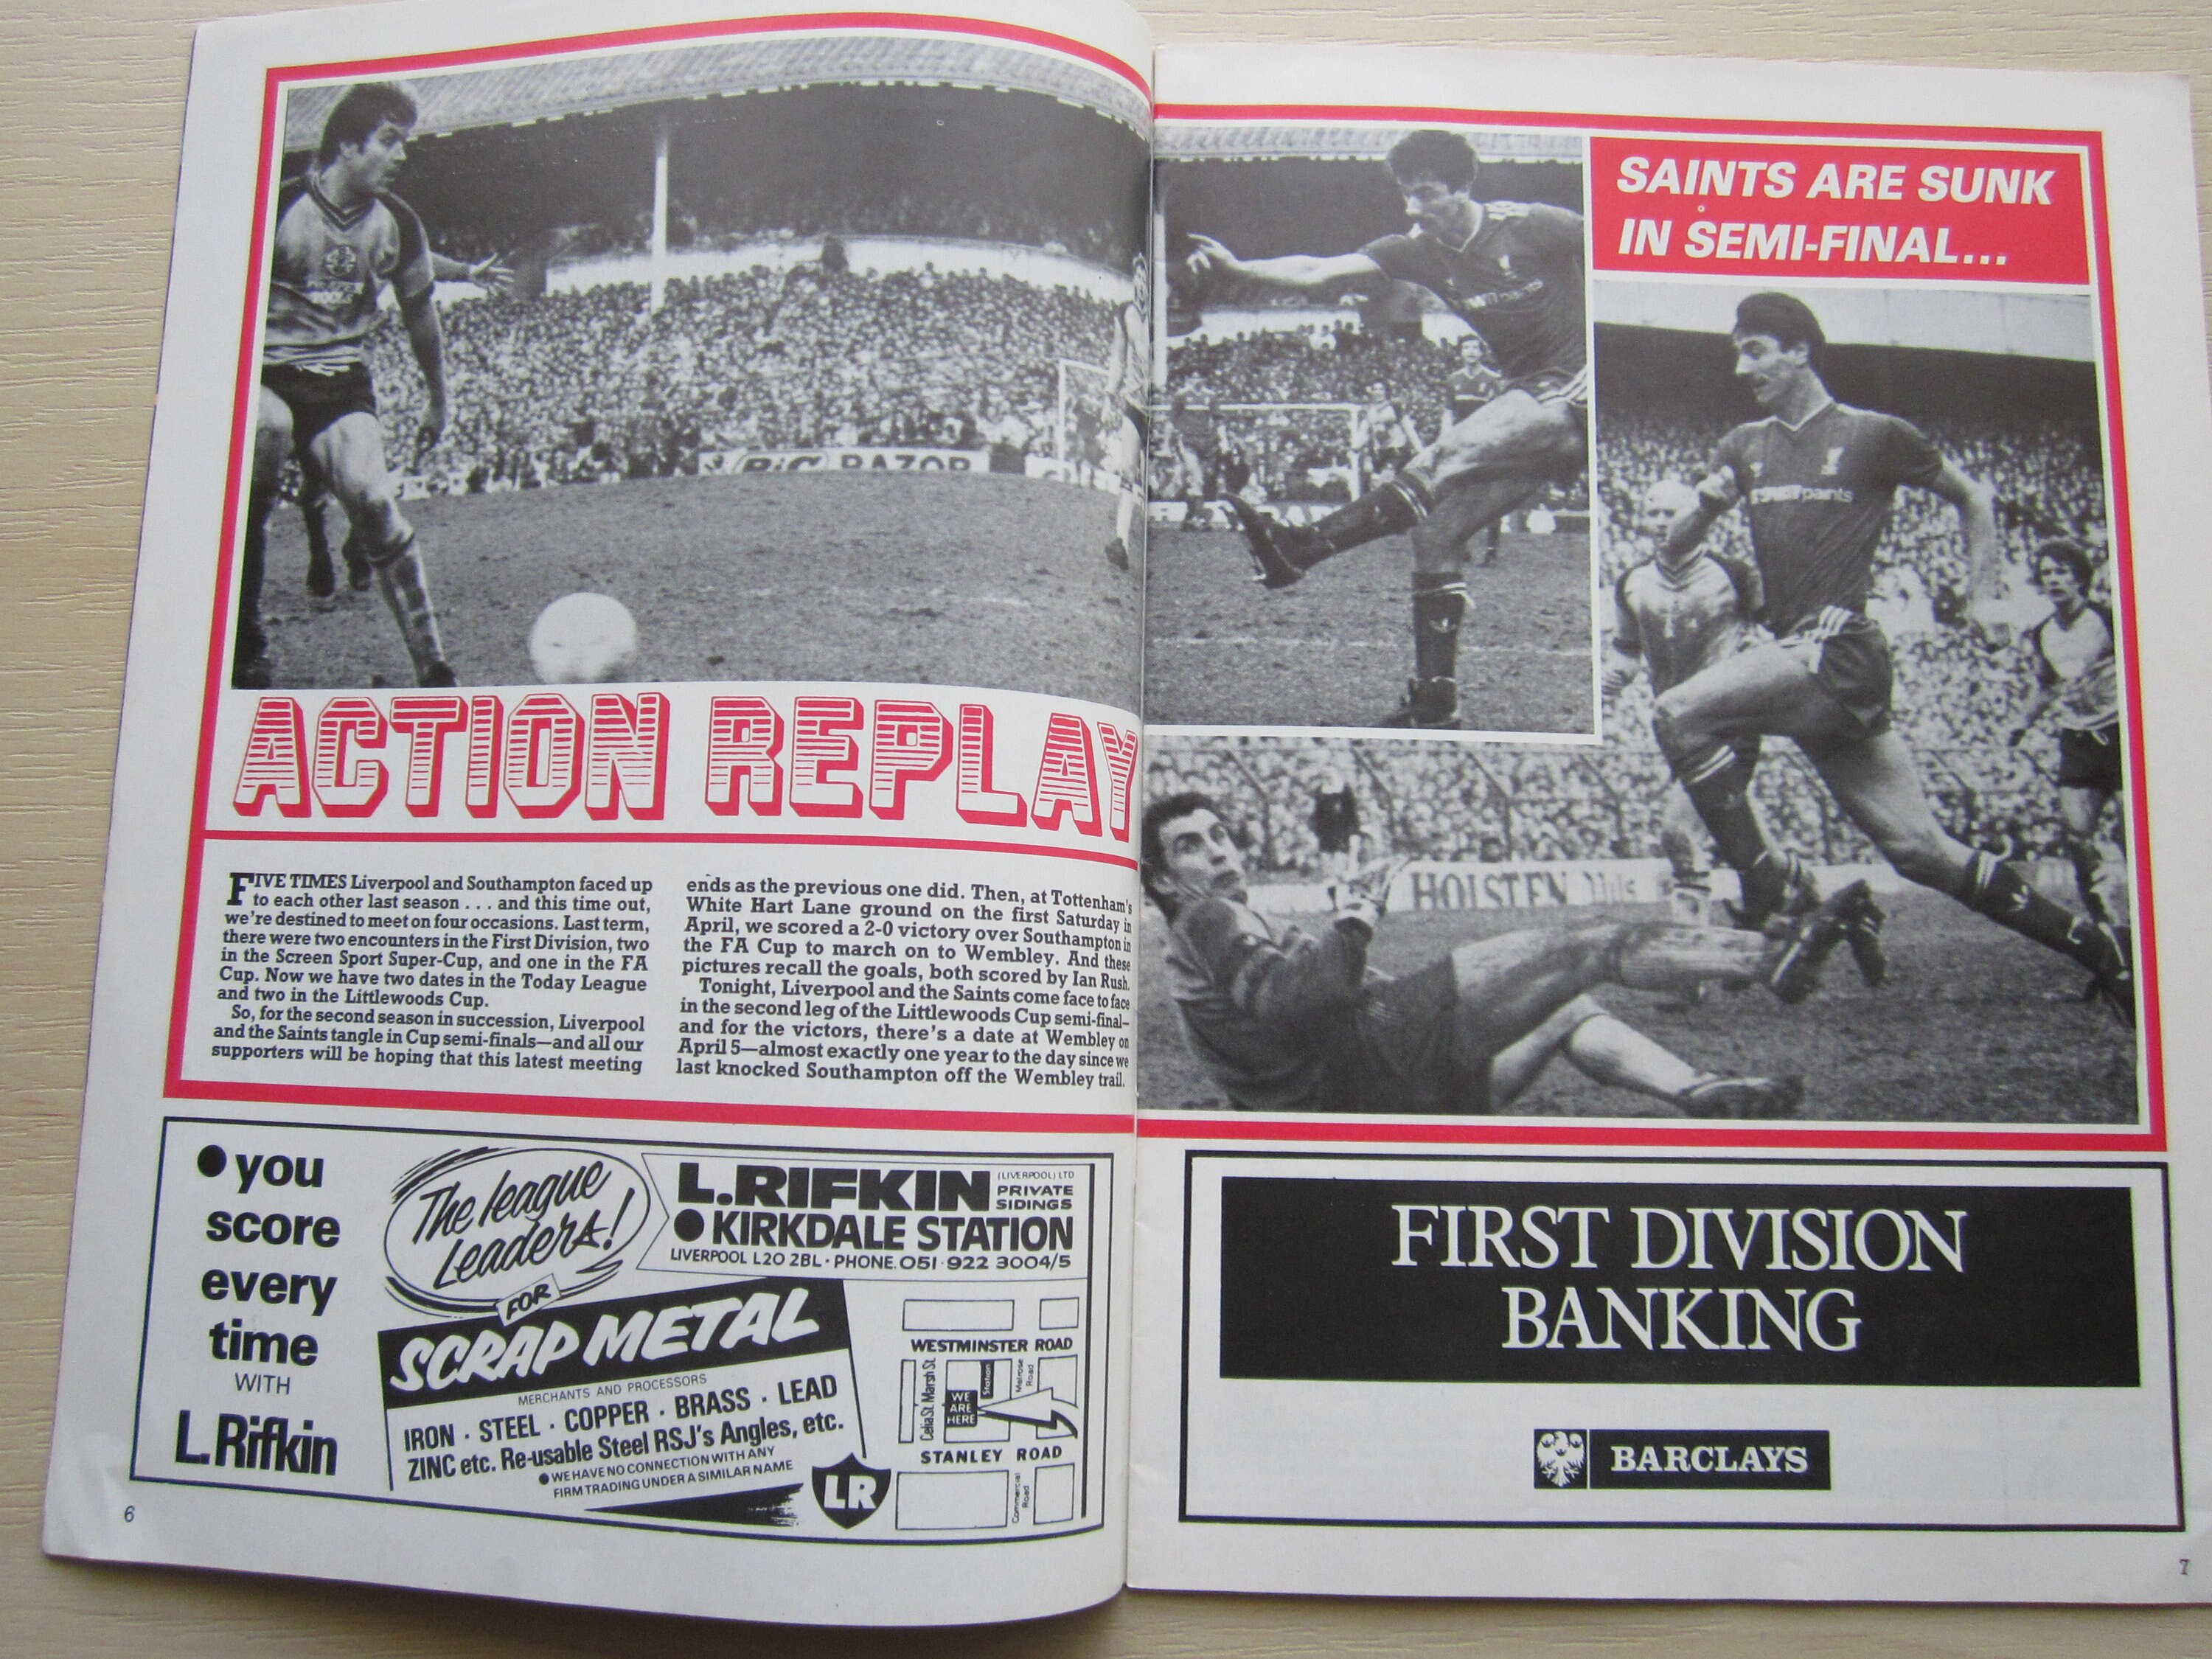 SAINTS ARE SUNK
IN SEMI-FINAL...
BIC RAZOR
paints
paints
HOLSTEN
ACTION REPLAY
FIVE TIMES Liverpool and Southampton faced up
to each other last season . . . and this time out,
we're destined to meet on four occasions. Last term,
there were two encounters in the First Division, two
in the Screen Sport Super-Cup, and one in the FA
Cup. Now we have two dates in the Today League
and two in the Littlewoods Cup.
So, for the second season in succession, Liverpool
and the Saints tangle in Cup semi-finals—and all our
supporters will be hoping that this latest meeting
ends as the previous one did. Then, at Tottenham's
White Hart Lane ground on the first Saturday in
April, we scored a 2-0 victory over Southampton in
the FA Cup to march on to Wembley. And these
pictures recall the goals, both scored by Ian Rush.
Tonight, Liverpool and the Saints come face to face
in the second leg of the Littlewoods Cup semi-final—
and for the victors, there's a date at Wembley on
April 5—almost exactly one year to the day since we
last knocked Southampton off the Wembley trail.
● you
score
every
time
WITH
L.Rifkin
The league
Leaders!
FOR
SCRAP METAL
MERCHANTS AND PROCESSORS
IRON · STEEL · COPPER · BRASS · LEAD
ZINC etc. Re-usable Steel RSJ's Angles, etc.
● WE HAVE NO CONNECTION WITH ANY
FIRM TRADING UNDER A SIMILAR NAME
LR
L.RIFKIN (LIVERPOOL) LTD
PRIVATE
SIDINGS
● KIRKDALE STATION
LIVERPOOL L20 2BL · PHONE. 051 · 922 3004/5
WESTMINSTER ROAD
Celia St.
Marsh St.
Station
Melrose
Road
WE
ARE
HERE
STANLEY ROAD
Commercial
Road
FIRST DIVISION
BANKING
BARCLAYS
6
7